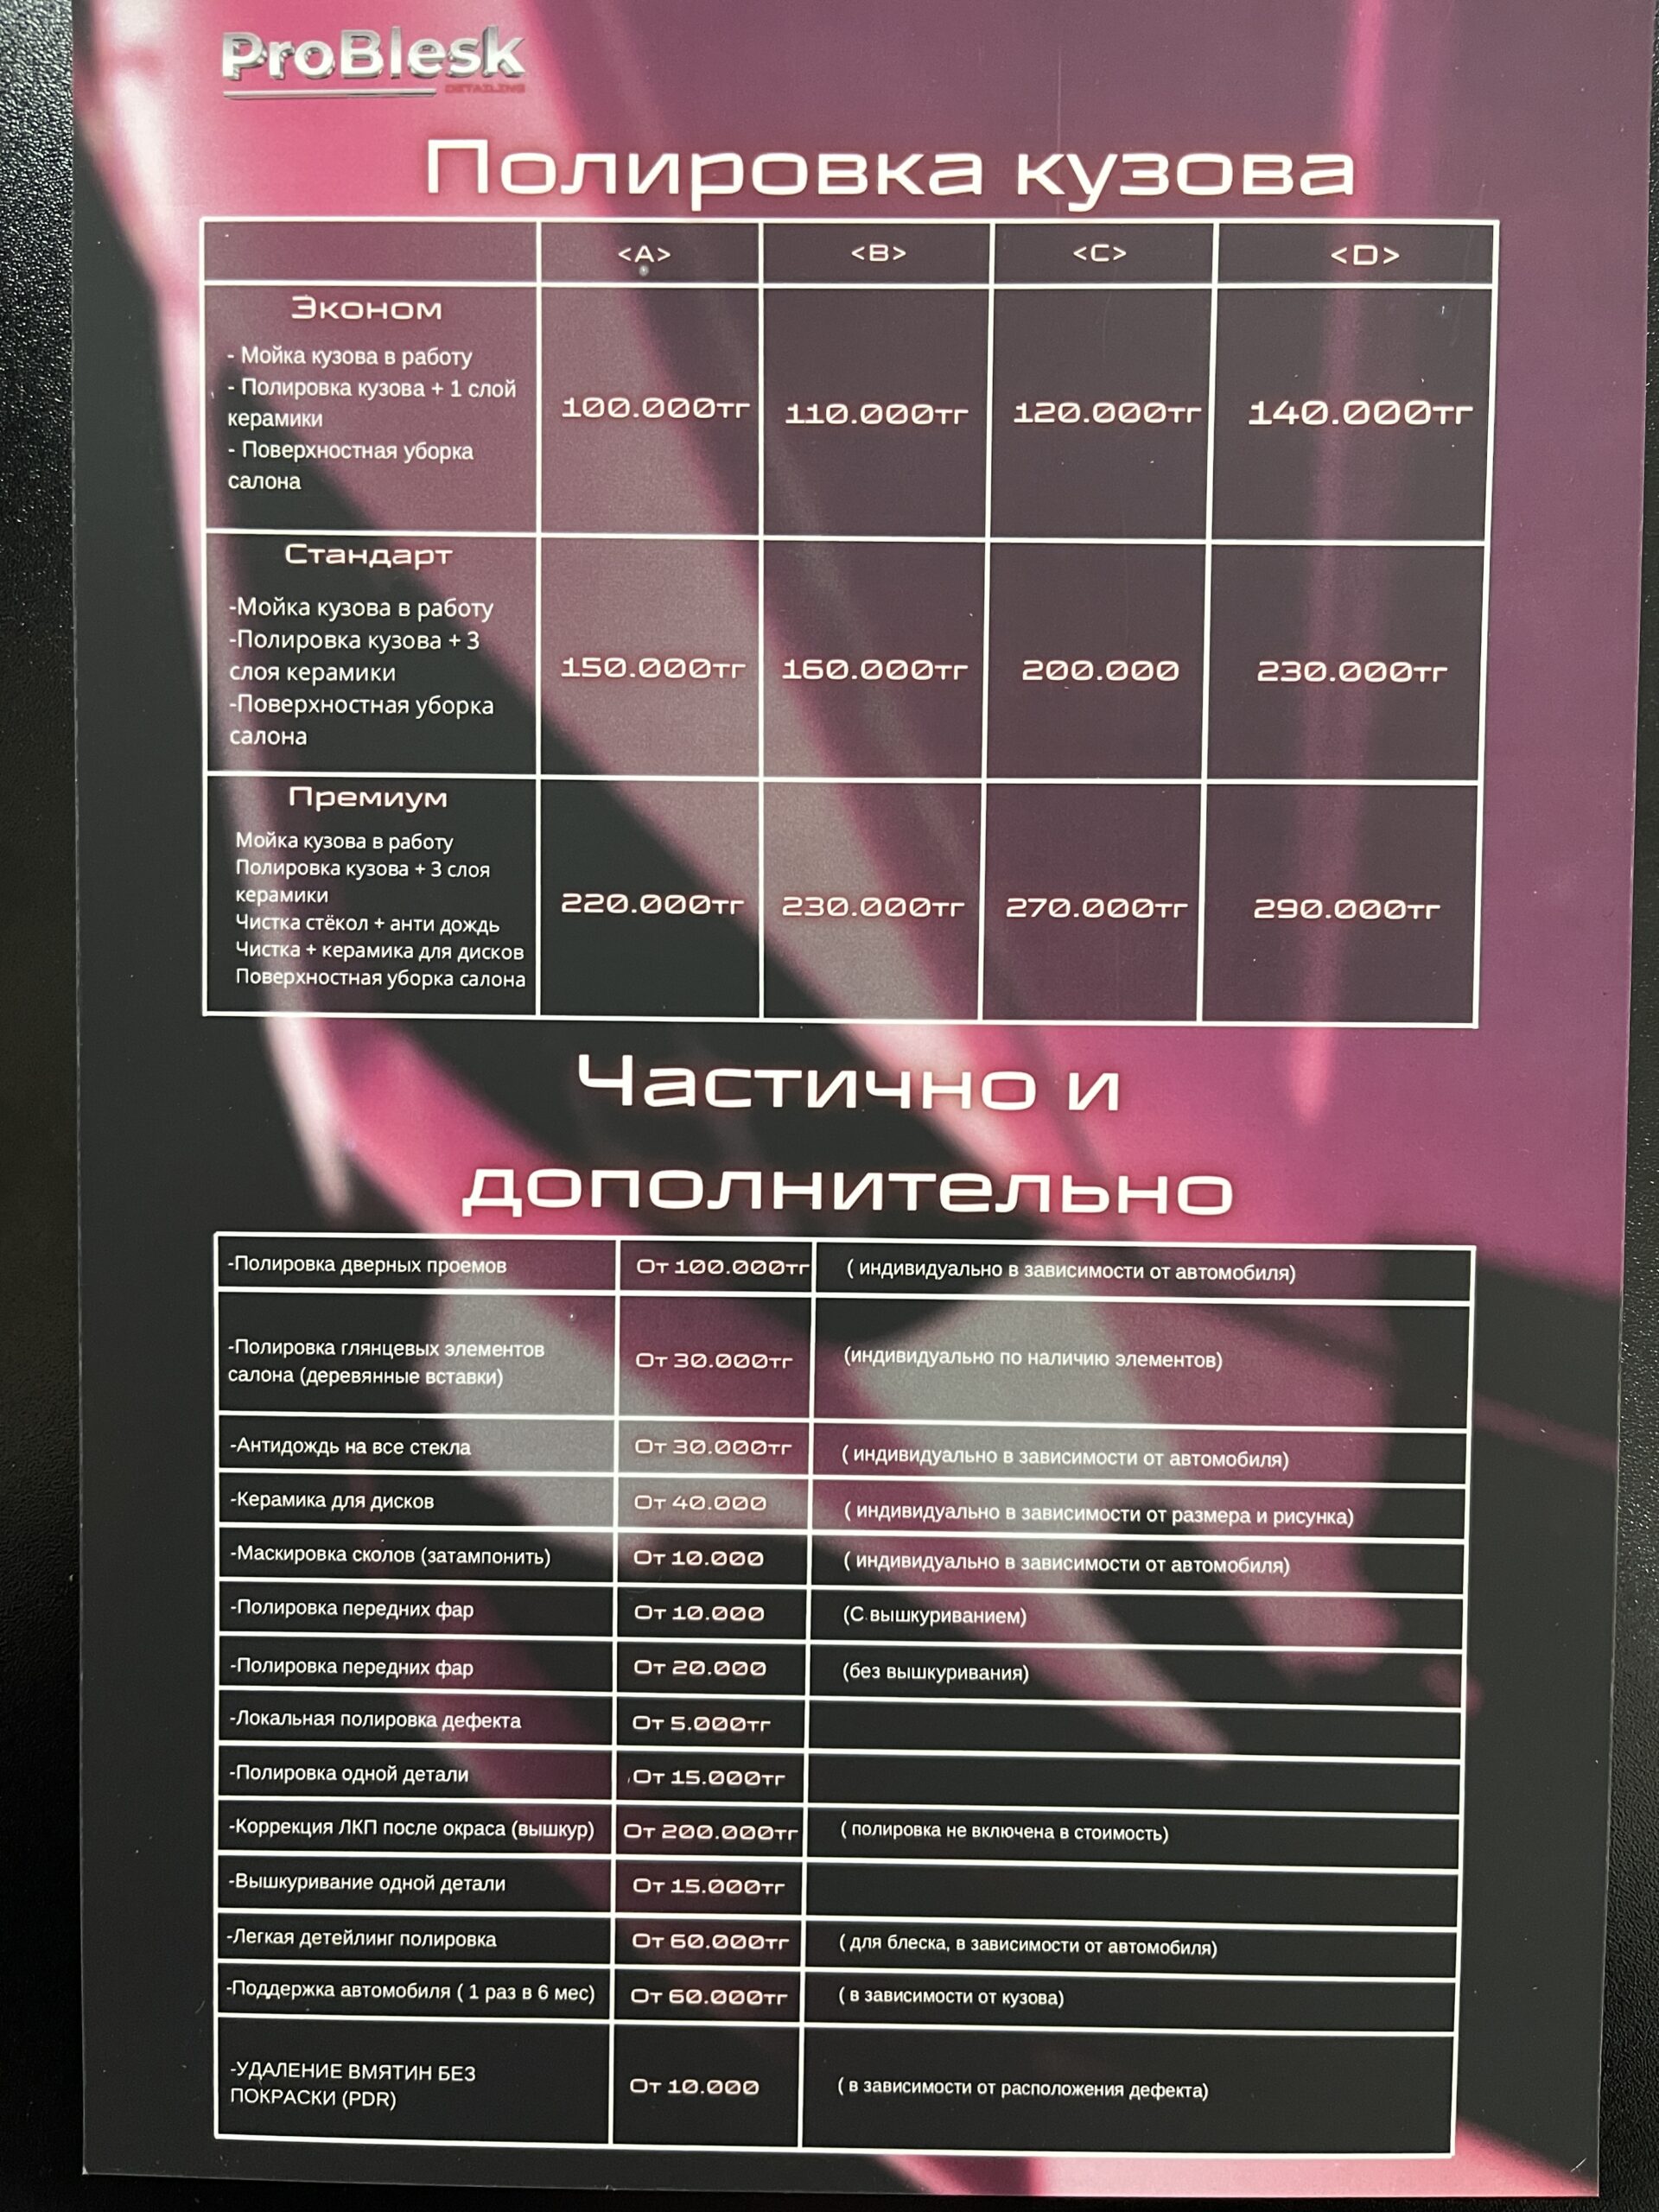 ProBlesk
DETAILING
Полировка кузова
<A> <B> <C> <D>
Эконом
- Мойка кузова в работу
- Полировка кузова + 1 слой
керамики
- Поверхностная уборка
салона
100.000тг 110.000тг 120.000тг 140.000тг
Стандарт
-Мойка кузова в работу
-Полировка кузова + 3
слоя керамики
-Поверхностная уборка
салона
150.000тг 160.000тг 200.000 230.000тг
Премиум
Мойка кузова в работу
Полировка кузова + 3 слоя
керамики
Чистка стёкол + анти дождь
Чистка + керамика для дисков
Поверхностная уборка салона
220.000тг 230.000тг 270.000тг 290.000тг
Частично и
дополнительно
-Полировка дверных проемов От 100.000тг ( индивидуально в зависимости от автомобиля)
-Полировка глянцевых элементов
салона (деревянные вставки) От 30.000тг (индивидуально по наличию элементов)
-Антидождь на все стекла От 30.000тг ( индивидуально в зависимости от автомобиля)
-Керамика для дисков От 40.000 ( индивидуально в зависимости от размера и рисунка)
-Маскировка сколов (затампонить) От 10.000 ( индивидуально в зависимости от автомобиля)
-Полировка передних фар От 10.000 (С вышкуриванием)
-Полировка передних фар От 20.000 (без вышкуривания)
-Локальная полировка дефекта От 5.000тг
-Полировка одной детали От 15.000тг
-Коррекция ЛКП после окраса (вышкур) От 200.000тг ( полировка не включена в стоимость)
-Вышкуривание одной детали От 15.000тг
-Легкая детейлинг полировка От 60.000тг ( для блеска, в зависимости от автомобиля)
-Поддержка автомобиля ( 1 раз в 6 мес) От 60.000тг ( в зависимости от кузова)
-УДАЛЕНИЕ ВМЯТИН БЕЗ
ПОКРАСКИ (PDR) От 10.000 ( в зависимости от расположения дефекта)